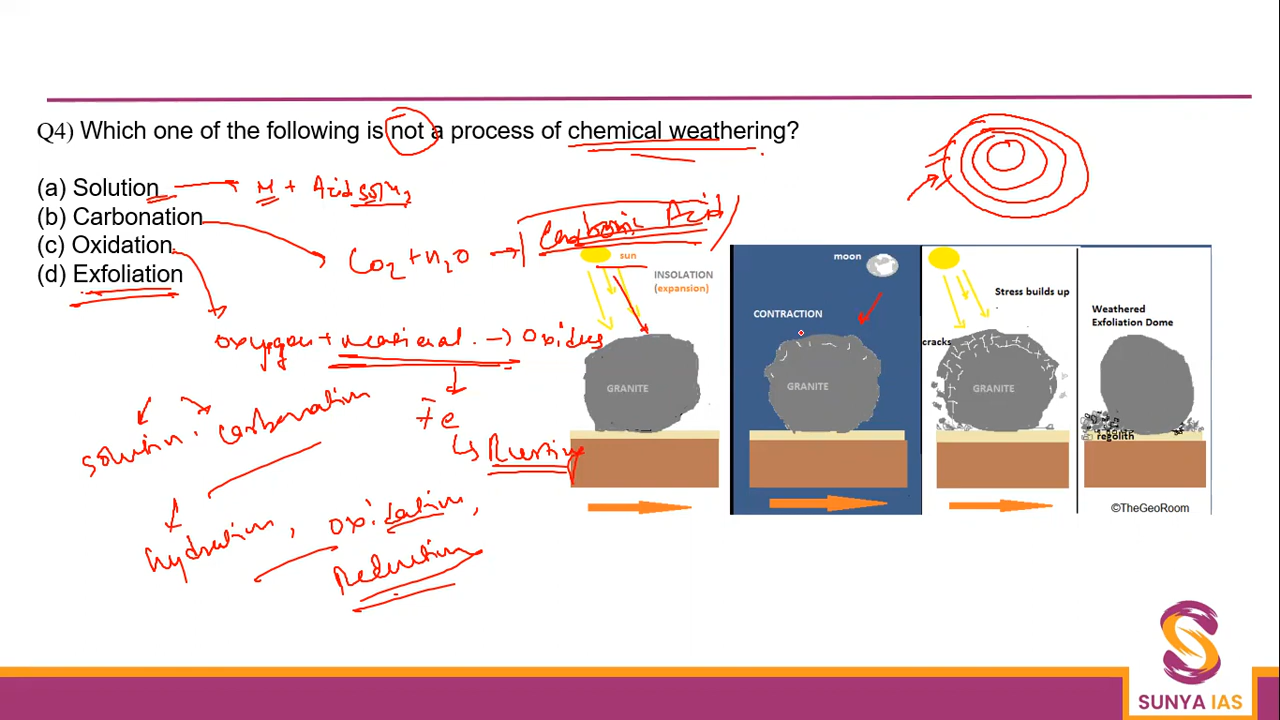 Q4) Which one of the following is not a process of chemical weathering?
(a) Solution
M + Acid
(b) Carbonation
Carbonic Acid
(c) Oxidation
CO2 + H2O →
(d) Exfoliation
sun
INSOLATION
(expansion)
GRANITE
moon
CONTRACTION
GRANITE
Stress builds up
cracks
GRANITE
Weathered
Exfoliation Dome
regolith
©TheGeoRoom
Oxygen + → Oxides
Fe
solution, carbonation
hydration, oxidation,
Reduction
SUNYA IAS